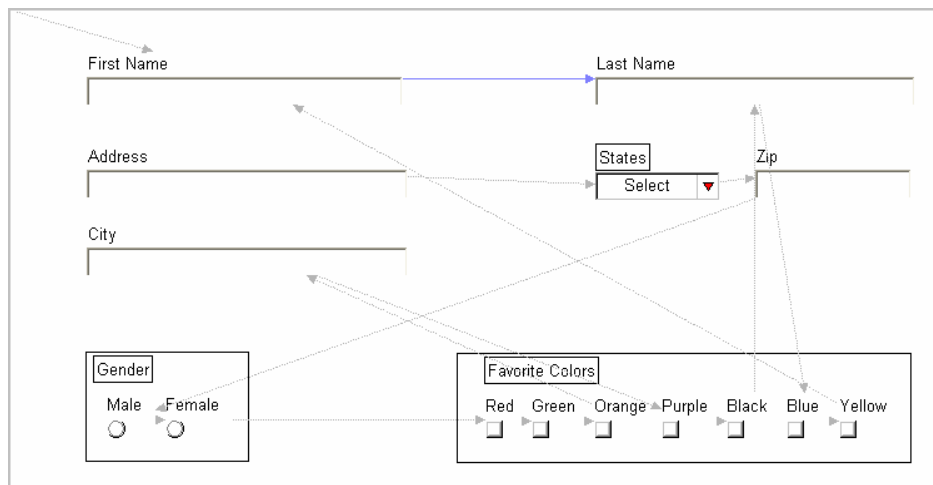 First Name Last Name
Address States Zip
Select
City
Gender Favorite Colors
Male Female Red Green Orange Purple Black Blue Yellow